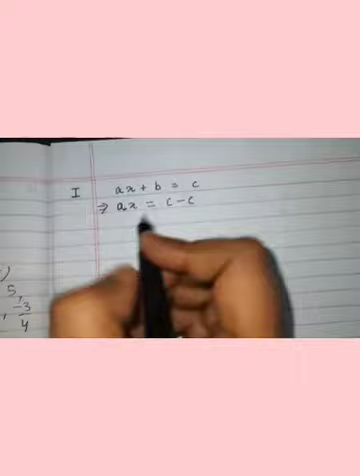 I ax + b = c
⇒ ax = c - c
)
5
, -3/4